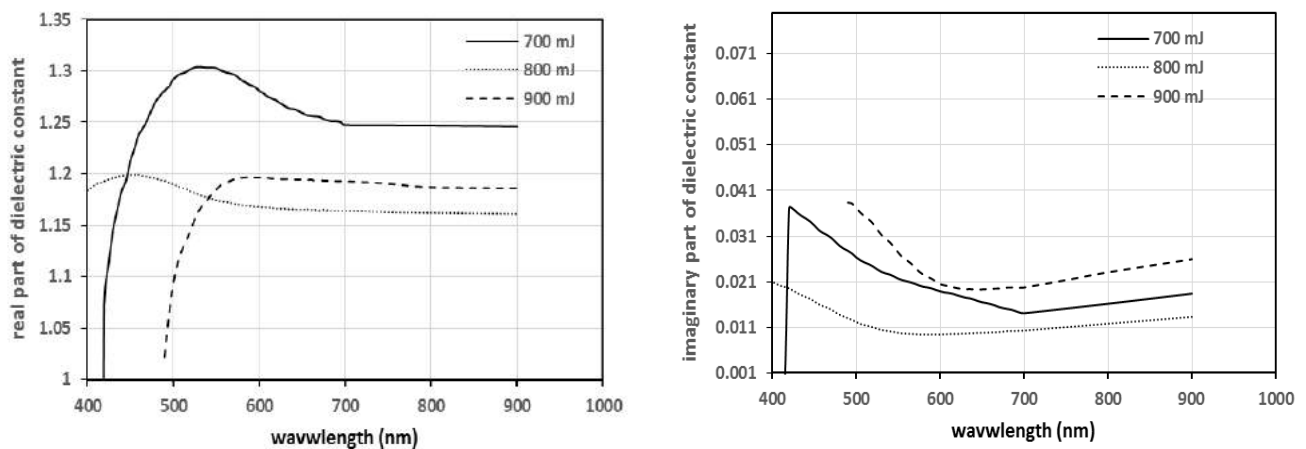 real part of dielectric constant
1.35
1.3
1.25
1.2
1.15
1.1
1.05
1
400 500 600 700 800 900 1000
wavwlength (nm)
700 mJ
800 mJ
900 mJ
imaginary part of dielectric constant
0.071
0.061
0.051
0.041
0.031
0.021
0.011
0.001
400 500 600 700 800 900 1000
wavwlength (nm)
700 mJ
800 mJ
900 mJ